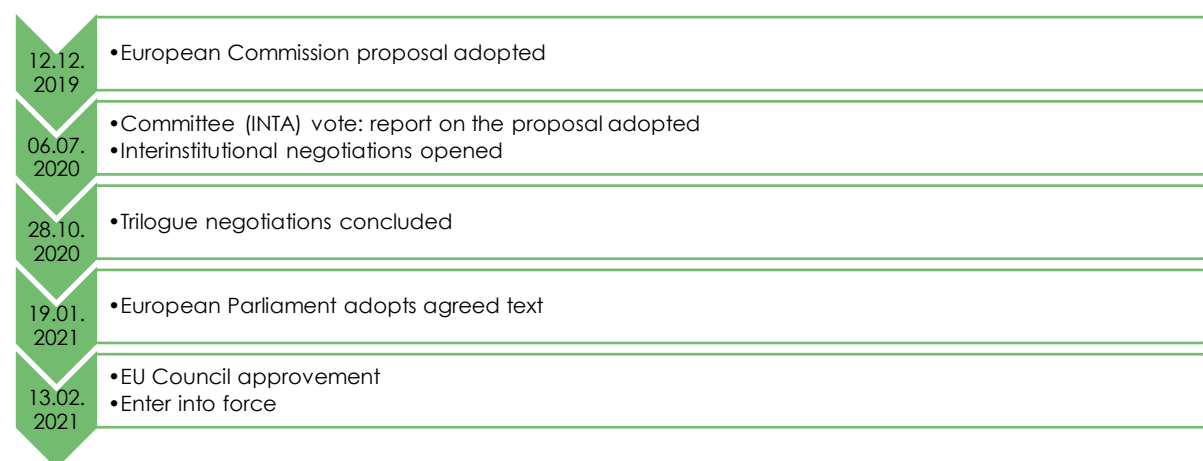 12.12.
2019
•European Commission proposal adopted
06.07.
2020
•Committee (INTA) vote: report on the proposal adopted
•Interinstitutional negotiations opened
28.10.
2020
•Trilogue negotiations concluded
19.01.
2021
•European Parliament adopts agreed text
13.02.
2021
•EU Council approvement
•Enter into force